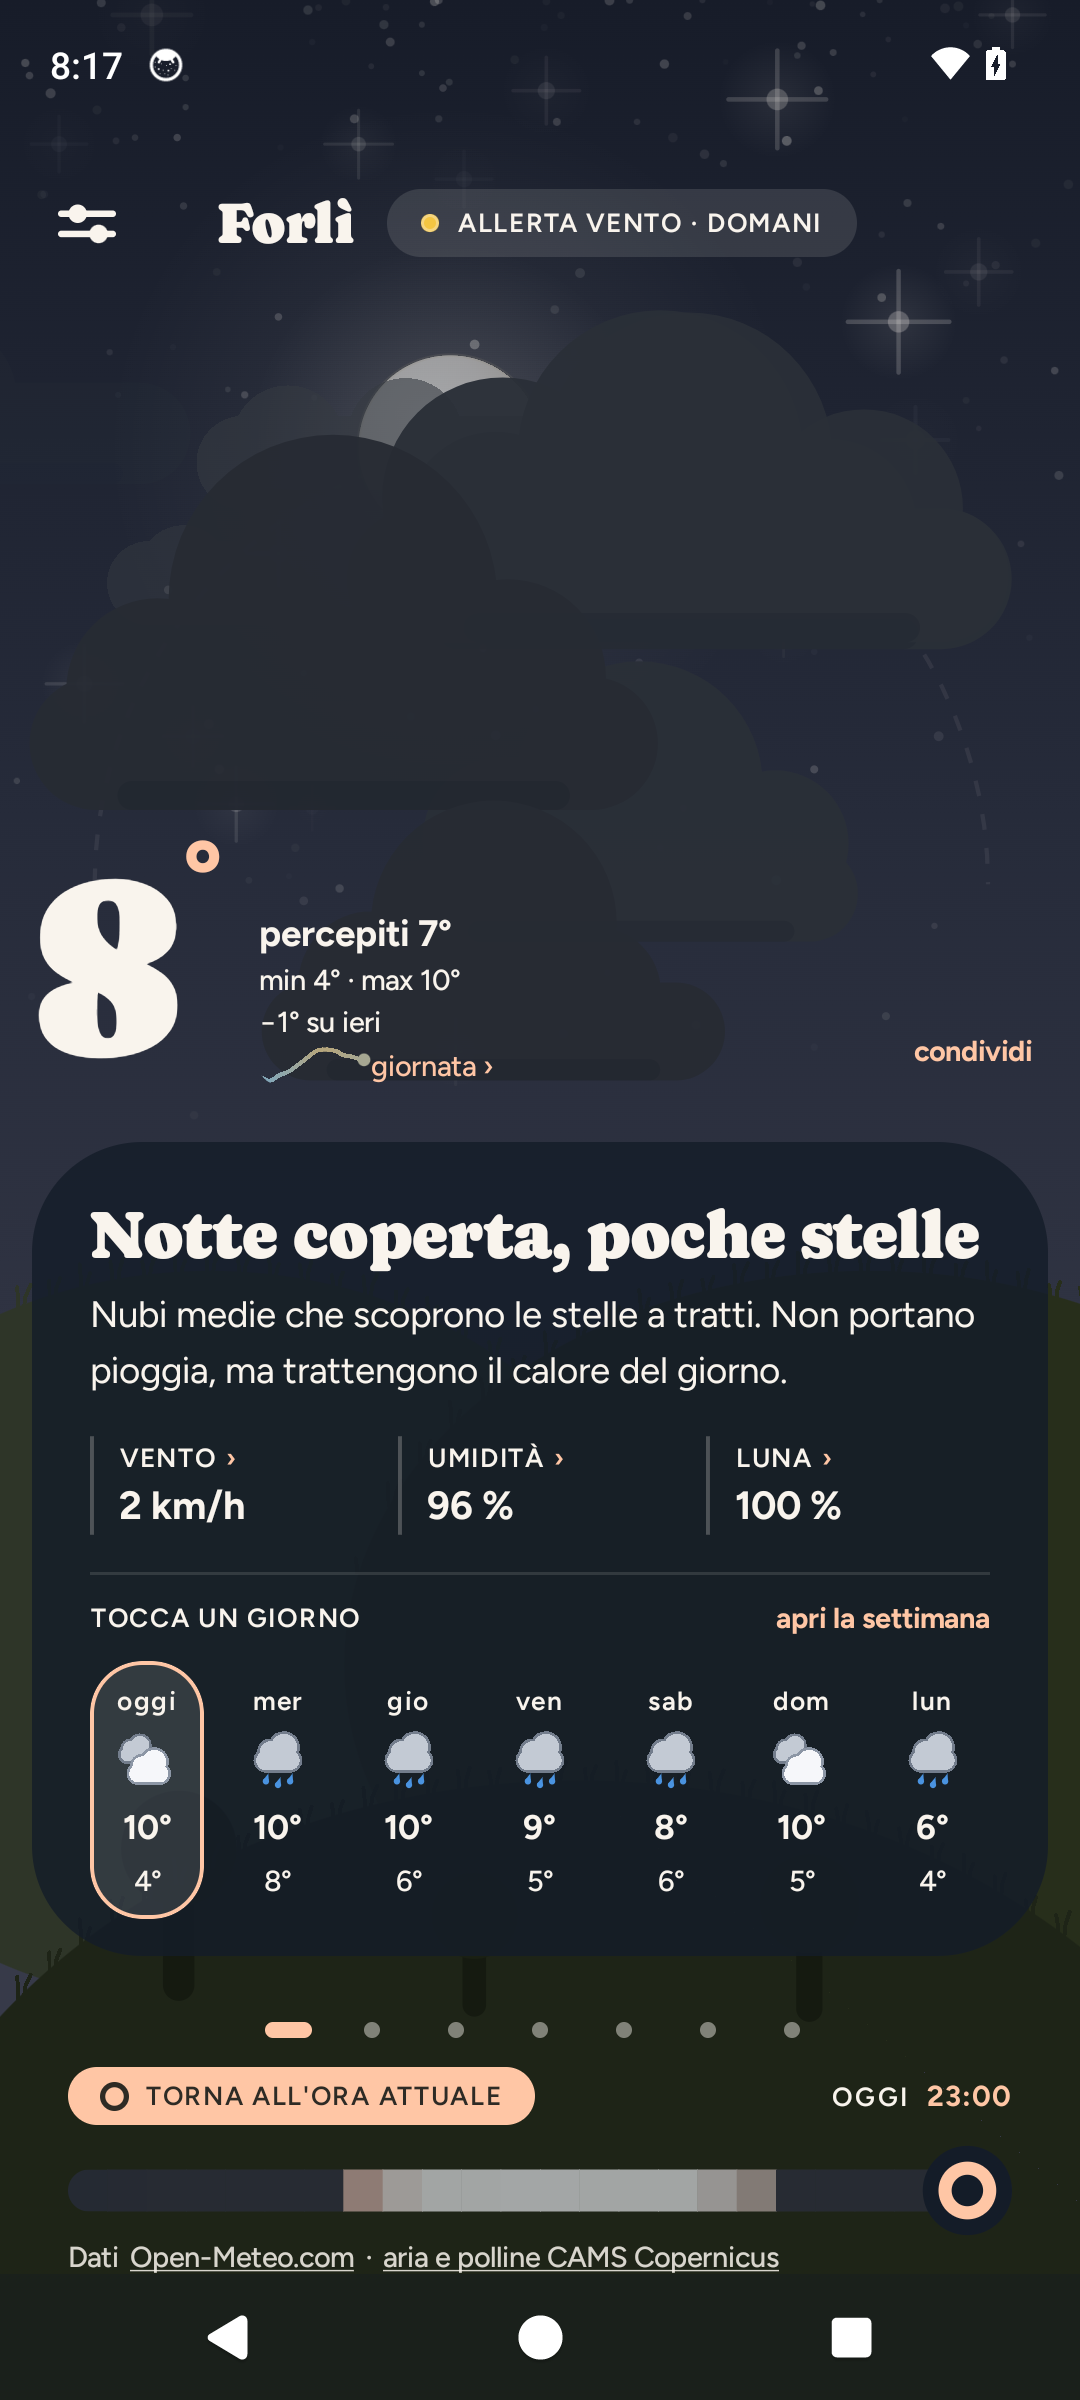 8:17
Forlì
ALLERTA VENTO · DOMANI
8°
percepiti 7°
min 4° · max 10°
−1° su ieri
giornata ›
condividi
Notte coperta, poche stelle
Nubi medie che scoprono le stelle a tratti. Non portano
pioggia, ma trattengono il calore del giorno.
VENTO › UMIDITÀ › LUNA ›
2 km/h 96 % 100 %
TOCCA UN GIORNO apri la settimana
oggi mer gio ven sab dom lun
10° 10° 10° 9° 8° 10° 6°
4° 8° 6° 5° 6° 5° 4°
TORNA ALL'ORA ATTUALE OGGI 23:00
Dati Open-Meteo.com · aria e polline CAMS Copernicus